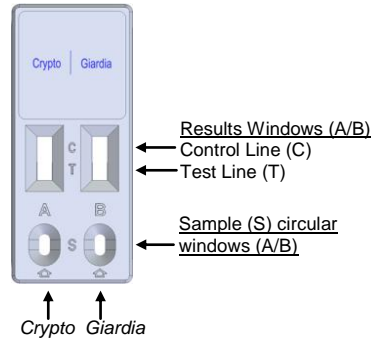 Crypto Giardia
Results Windows (A/B)
C Control Line (C)
T Test Line (T)
A B
Sample (S) circular
S windows (A/B)
Crypto Giardia